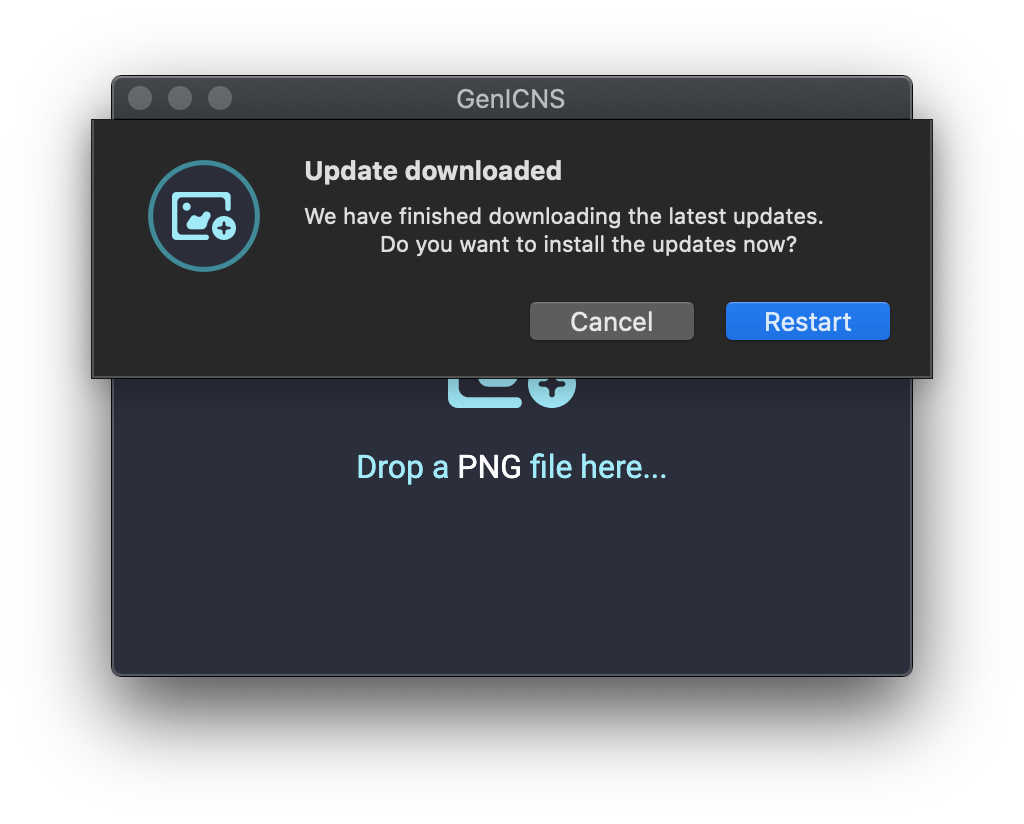 GenICNS
Update downloaded
We have finished downloading the latest updates.
Do you want to install the updates now?
Cancel Restart
Drop a PNG file here...